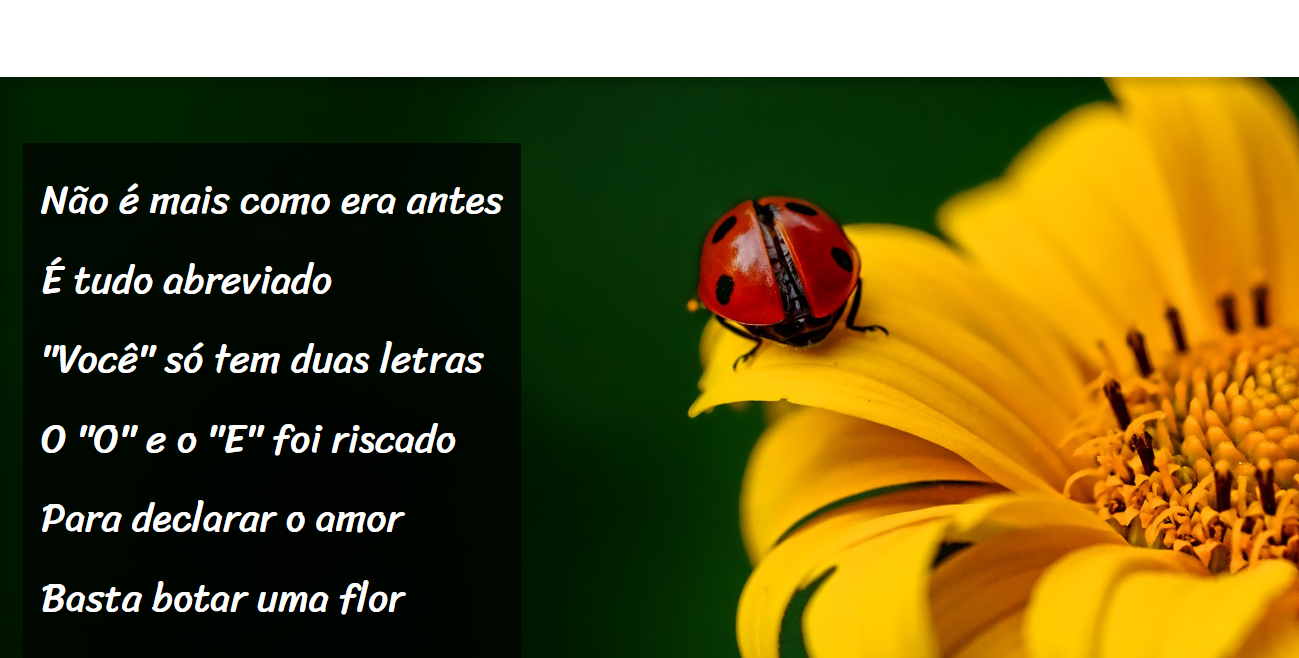 Não é mais como era antes
É tudo abreviado
"Você" só tem duas letras
O "O" e o "E" foi riscado
Para declarar o amor
Basta botar uma flor